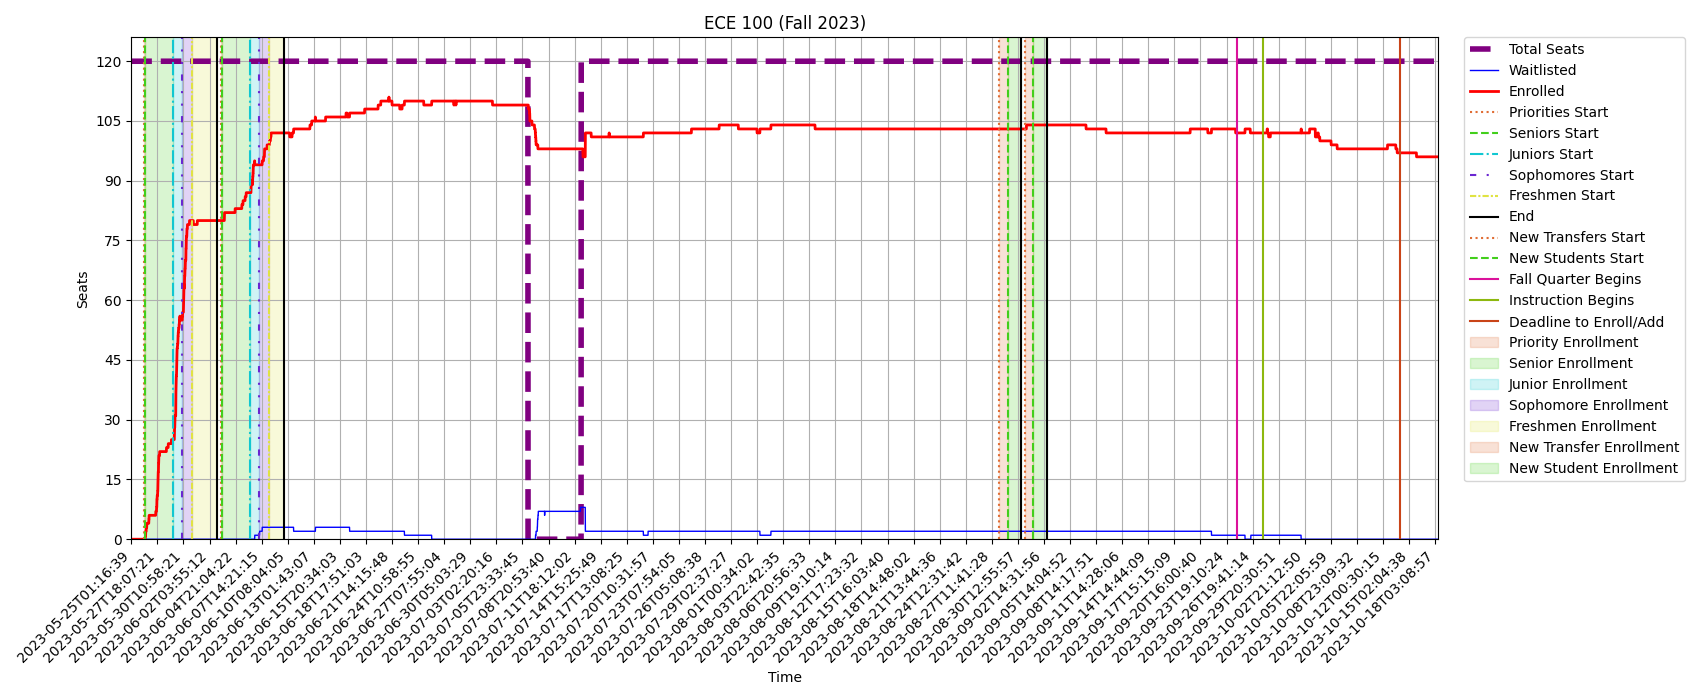 ECE 100 (Fall 2023)
120
105
90
75
60
45
30
15
0
Seats
2023-05-25T01:16:39
2023-05-27T18:07:21
2023-05-30T10:58:21
2023-06-02T03:55:12
2023-06-04T21:04:22
2023-06-07T14:21:15
2023-06-10T08:04:05
2023-06-13T01:43:07
2023-06-15T20:34:03
2023-06-18T17:51:03
2023-06-21T14:15:48
2023-06-24T10:58:55
2023-06-27T07:55:04
2023-06-30T05:03:29
2023-07-03T02:20:16
2023-07-05T23:33:45
2023-07-08T20:53:40
2023-07-11T18:12:02
2023-07-14T15:25:49
2023-07-17T13:08:25
2023-07-20T10:31:57
2023-07-23T07:54:05
2023-07-26T05:08:38
2023-07-29T02:37:27
2023-08-01T00:34:02
2023-08-03T22:42:35
2023-08-06T20:56:33
2023-08-09T19:10:14
2023-08-12T17:23:32
2023-08-15T16:03:40
2023-08-18T14:48:02
2023-08-21T13:44:36
2023-08-24T12:31:42
2023-08-27T11:41:28
2023-08-30T12:55:57
2023-09-02T14:31:56
2023-09-05T14:04:52
2023-09-08T14:17:51
2023-09-11T14:28:06
2023-09-14T14:44:09
2023-09-17T15:15:09
2023-09-20T16:00:40
2023-09-23T19:10:24
2023-09-26T19:41:14
2023-09-29T20:30:51
2023-10-02T21:12:50
2023-10-05T22:05:59
2023-10-08T23:09:32
2023-10-12T00:30:15
2023-10-15T02:04:38
2023-10-18T03:08:57
Time
Total Seats
Waitlisted
Enrolled
Priorities Start
Seniors Start
Juniors Start
Sophomores Start
Freshmen Start
End
New Transfers Start
New Students Start
Fall Quarter Begins
Instruction Begins
Deadline to Enroll/Add
Priority Enrollment
Senior Enrollment
Junior Enrollment
Sophomore Enrollment
Freshmen Enrollment
New Transfer Enrollment
New Student Enrollment